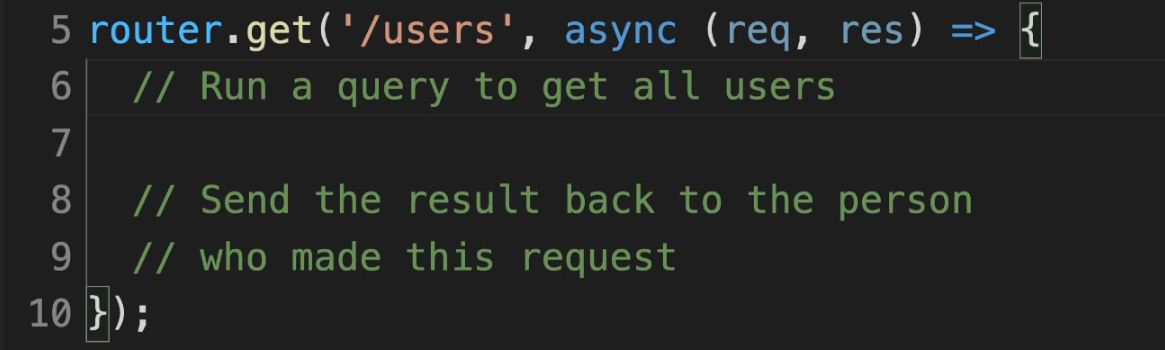 5 router.get('/users', async (req, res) => {
6 // Run a query to get all users
7
8 // Send the result back to the person
9 // who made this request
10 });